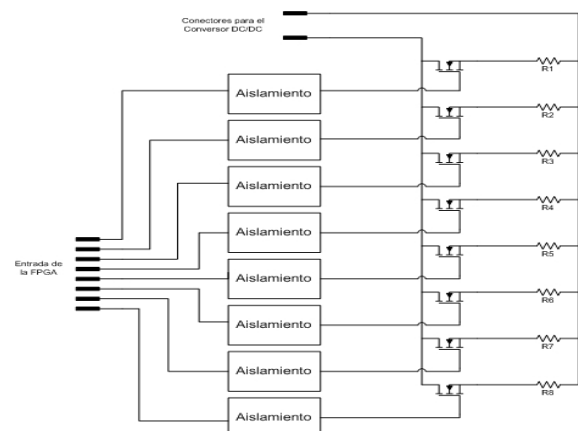 Conectores para el
Conversor DC/DC
R1
Aislamiento
R2
Aislamiento
R3
Aislamiento
R4
Aislamiento
R5
Entrada de
la FPGA
Aislamiento
R6
Aislamiento
R7
Aislamiento
R8
Aislamiento